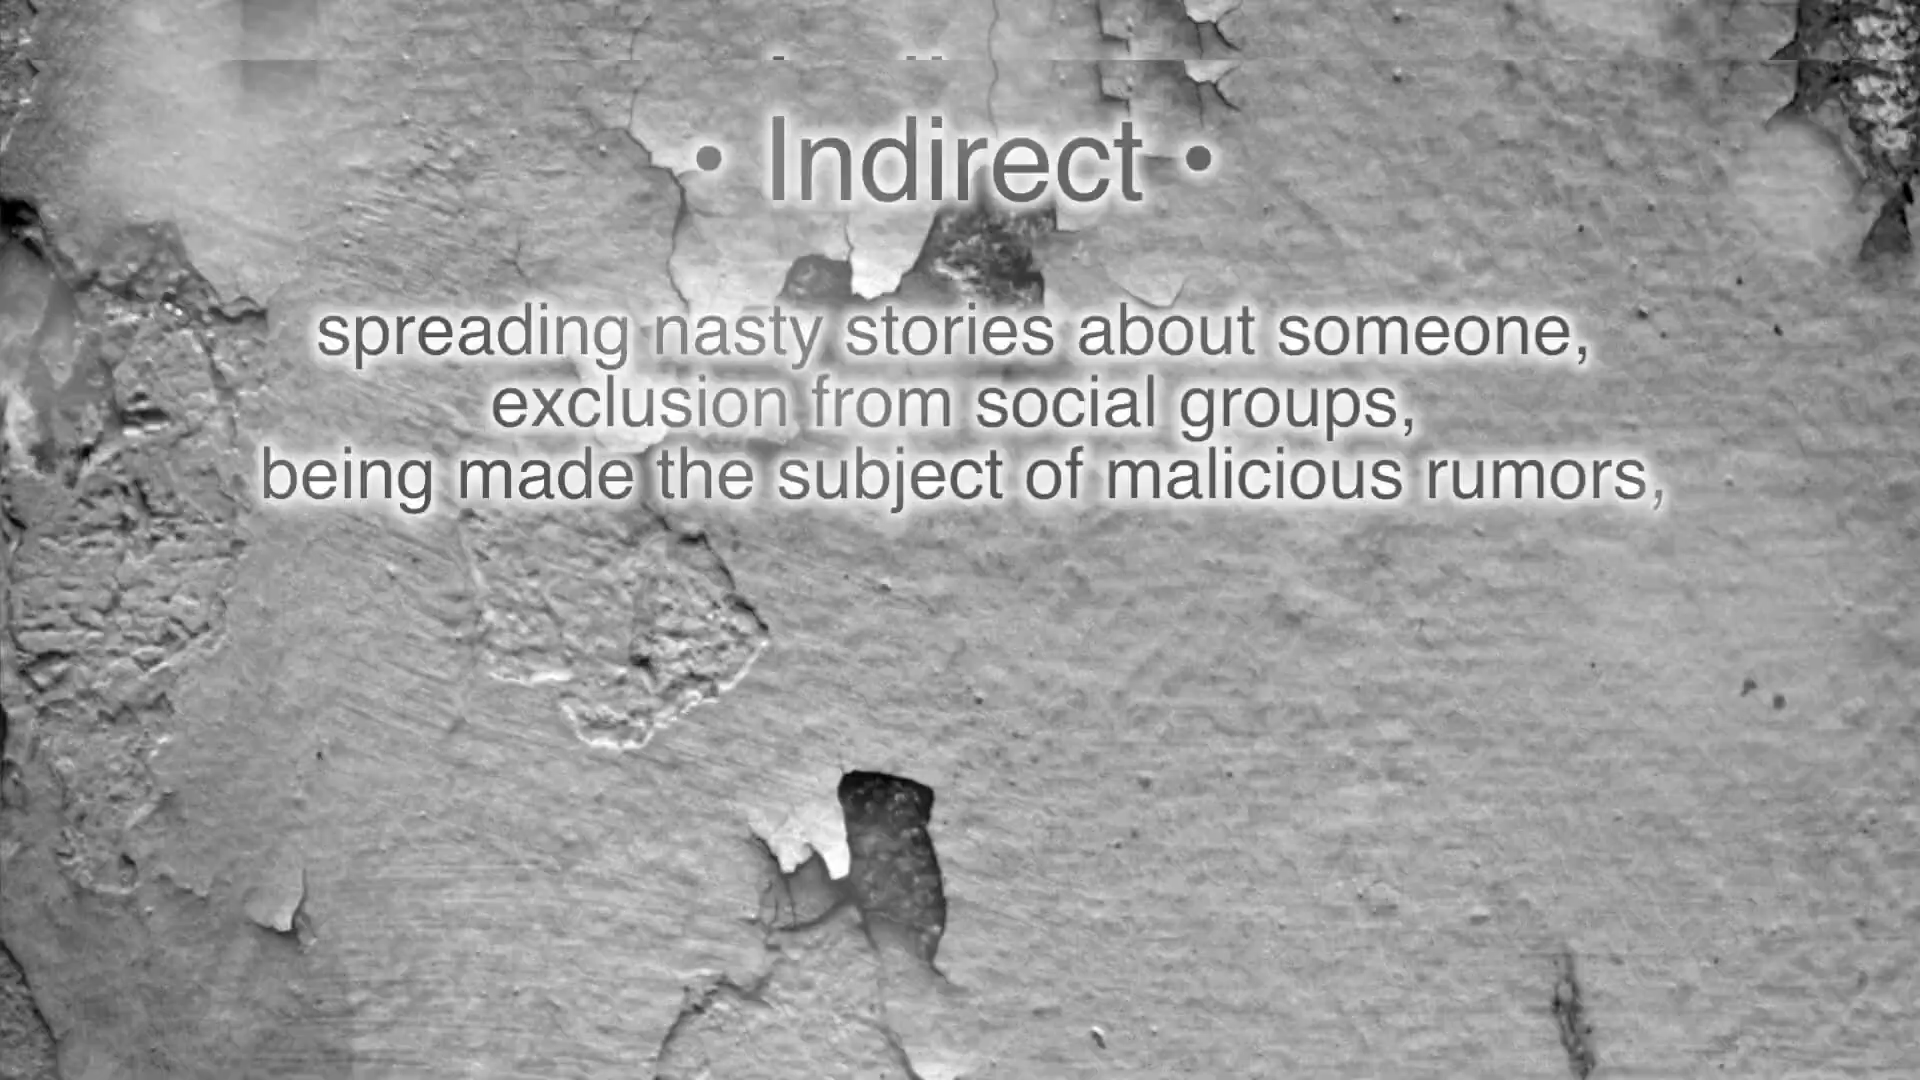 • Indirect •
spreading nasty stories about someone,
exclusion from social groups,
being made the subject of malicious rumors,